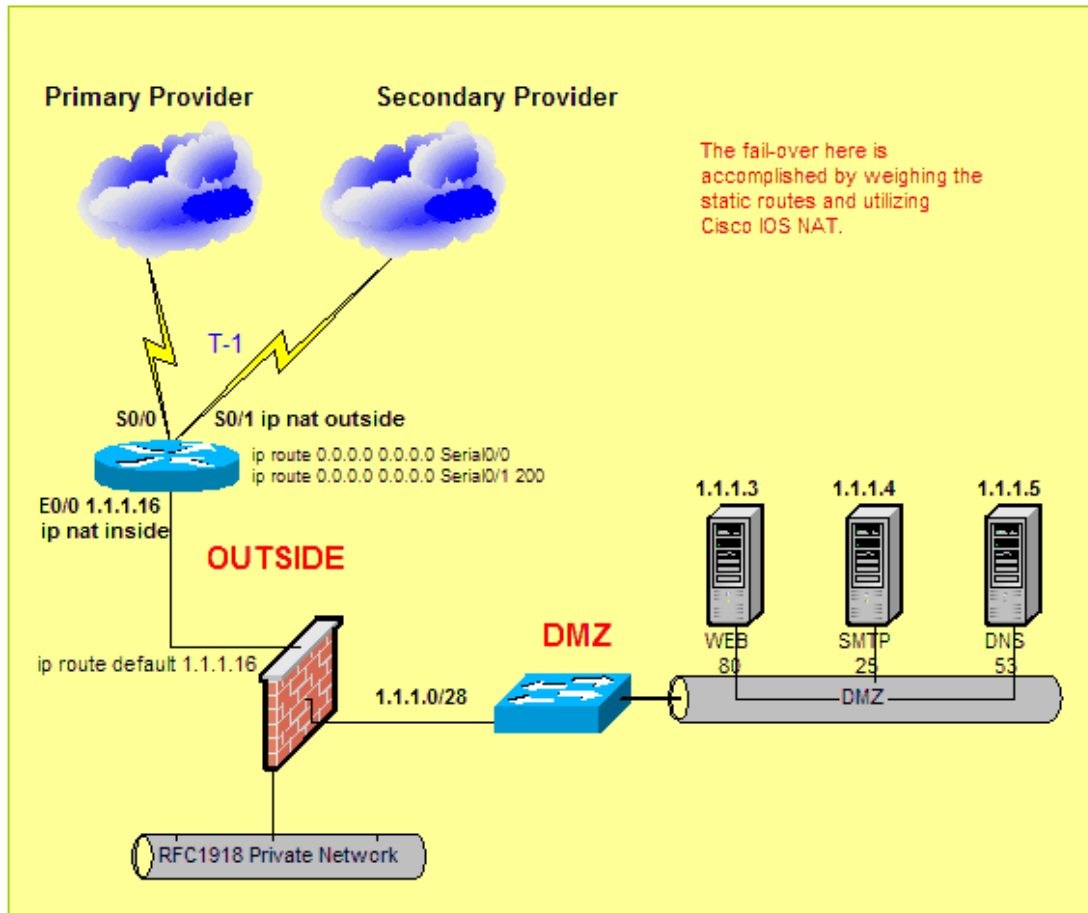 Primary Provider
Secondary Provider
The fail-over here is
accomplished by weighing the
static routes and utilizing
Cisco IOS NAT.
T-1
S0/0
S0/1 ip nat outside
ip route 0.0.0.0 0.0.0.0 Serial0/0
ip route 0.0.0.0 0.0.0.0 Serial0/1 200
E0/0 1.1.1.16
ip nat inside
1.1.1.3
1.1.1.4
1.1.1.5
OUTSIDE
WEB
80
SMTP
25
DNS
53
DMZ
ip route default 1.1.1.16
1.1.1.0/28
DMZ
RFC1918 Private Network